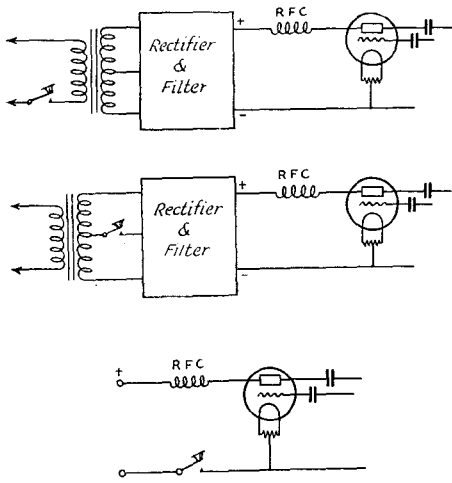 RFC
+
Rectifier
&
Filter
-
RFC
+
Rectifier
&
Filter
-
RFC
+